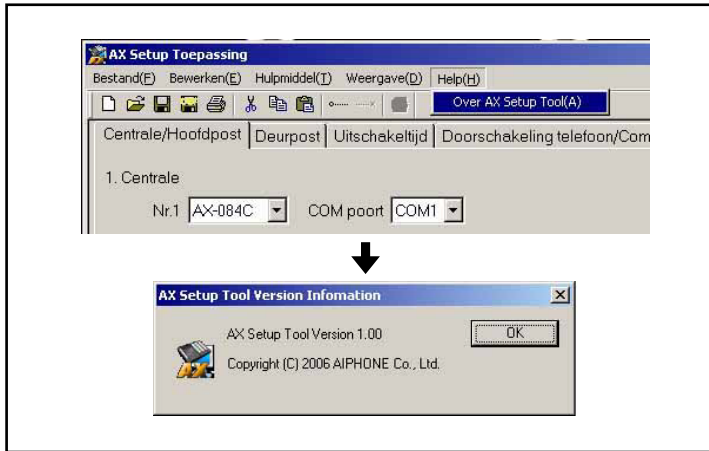 AX Setup Toepassing
Bestand(F) Bewerken(E) Hulpmiddel(T) Weergave(D) Help(H)
Over AX Setup Tool(A)
Centrale/Hoofdpost Deurpost Uitschakeltijd Doorschakeling telefoon/Com
1. Centrale
Nr.1 AX-084C COM poort COM1
AX Setup Tool Version Infomation
AX Setup Tool Version 1.00
OK
Copyright (C) 2006 AIPHONE Co., Ltd.